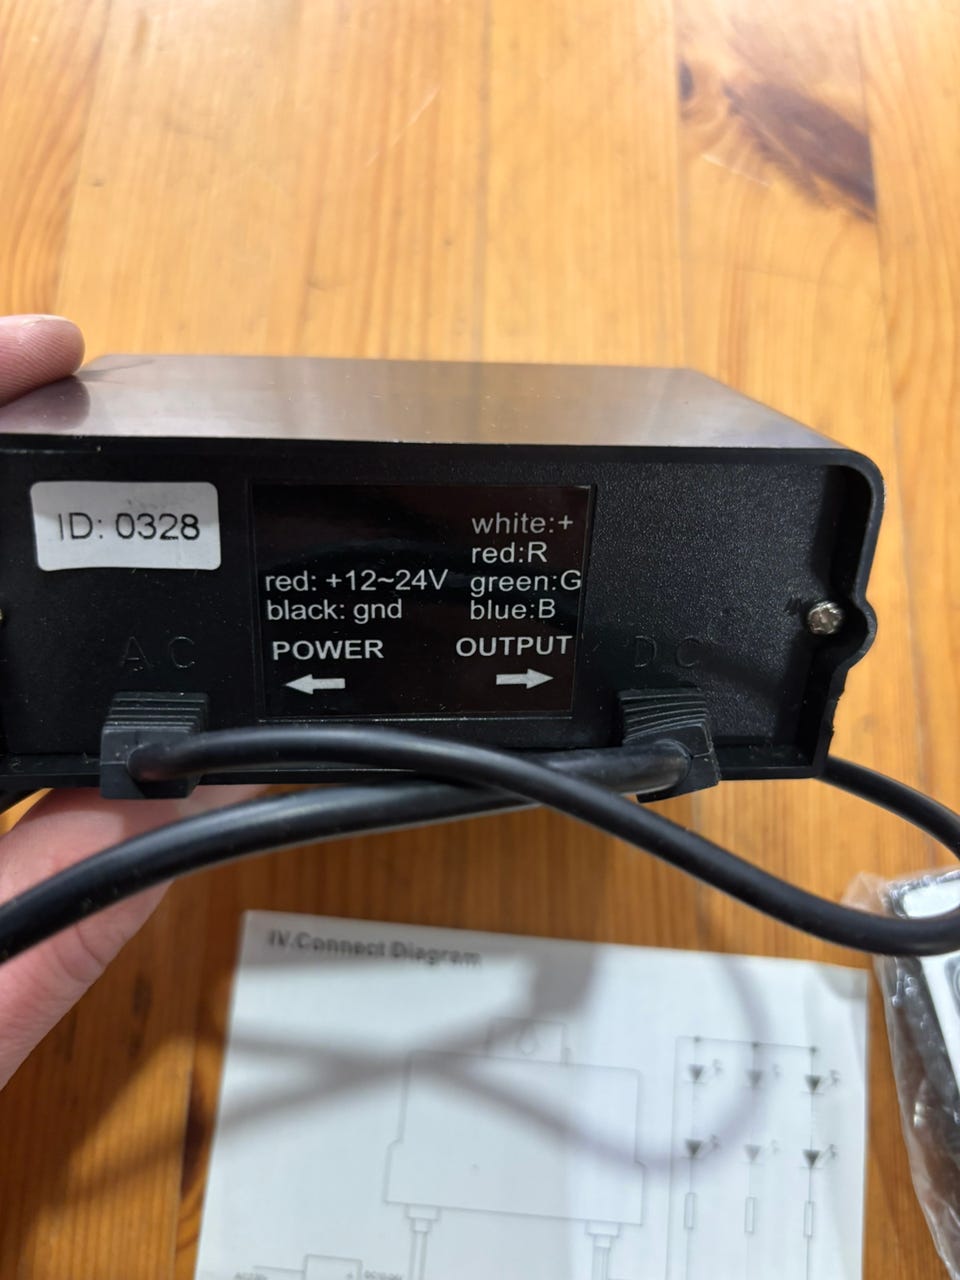 ID: 0328
red: +12~24V
black: gnd
POWER
white:+
red:R
green:G
blue:B
OUTPUT
AC
DC
IV.Connect Diagram